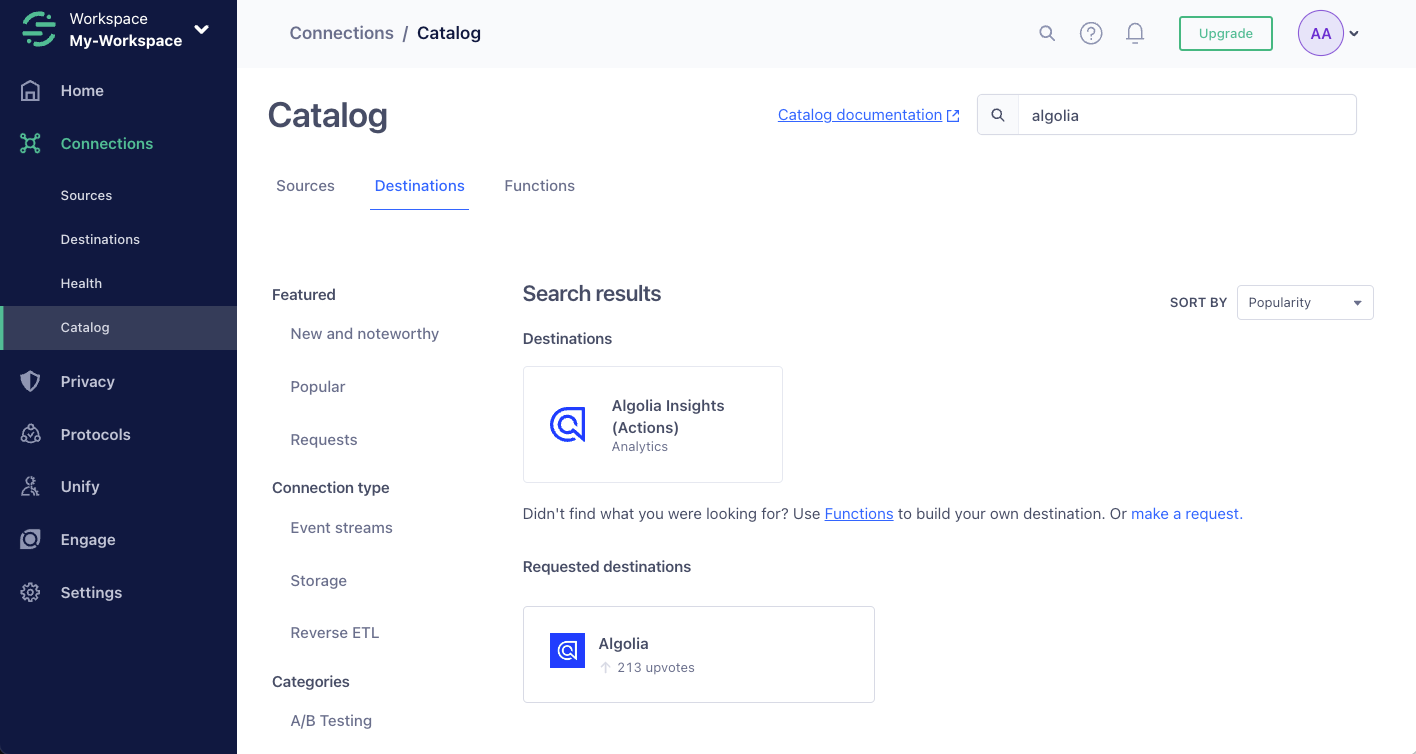 Workspace
My-Workspace
Home
Connections
Sources
Destinations
Health
Catalog
Privacy
Protocols
Unify
Engage
Settings
Connections / Catalog
Upgrade
AA
Catalog
Catalog documentation
algolia
Sources
Destinations
Functions
Featured
New and noteworthy
Popular
Requests
Connection type
Event streams
Storage
Reverse ETL
Categories
A/B Testing
Search results
SORT BY
Popularity
Destinations
Algolia Insights
(Actions)
Analytics
Didn't find what you were looking for? Use Functions to build your own destination. Or make a request.
Requested destinations
Algolia
213 upvotes